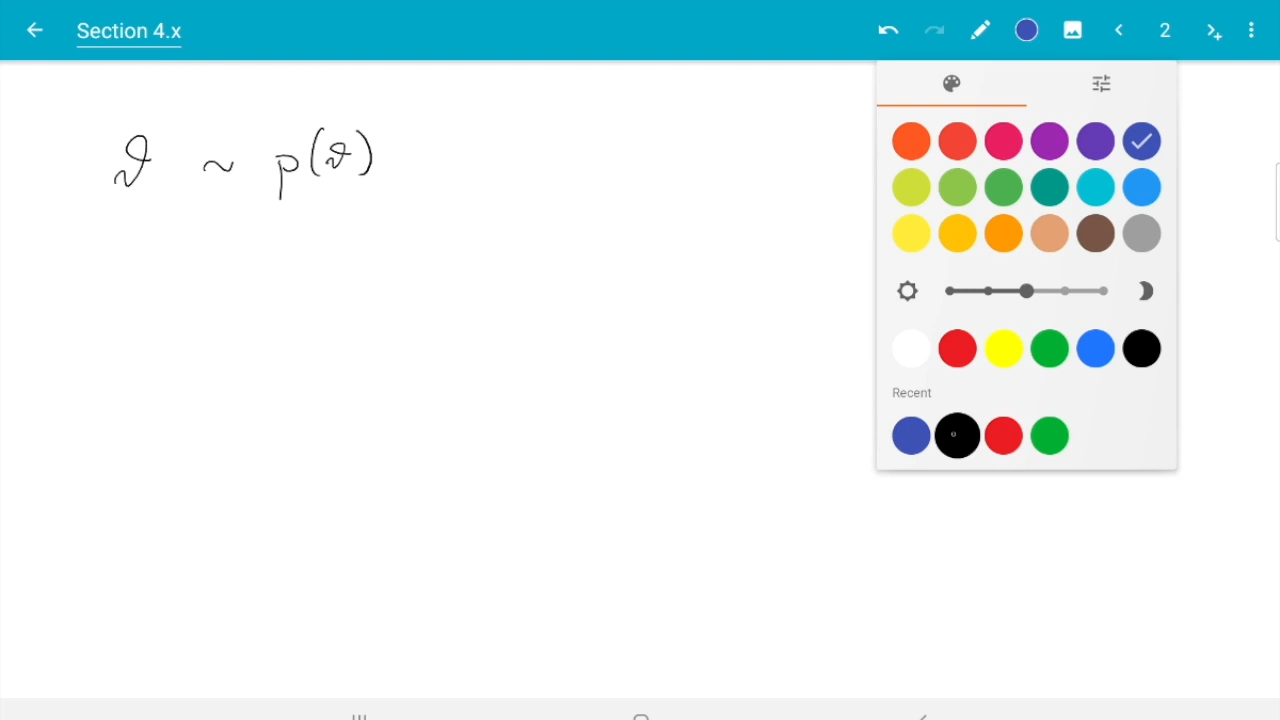 Section 4.x
2
ϑ ~ p(ϑ)
Recent